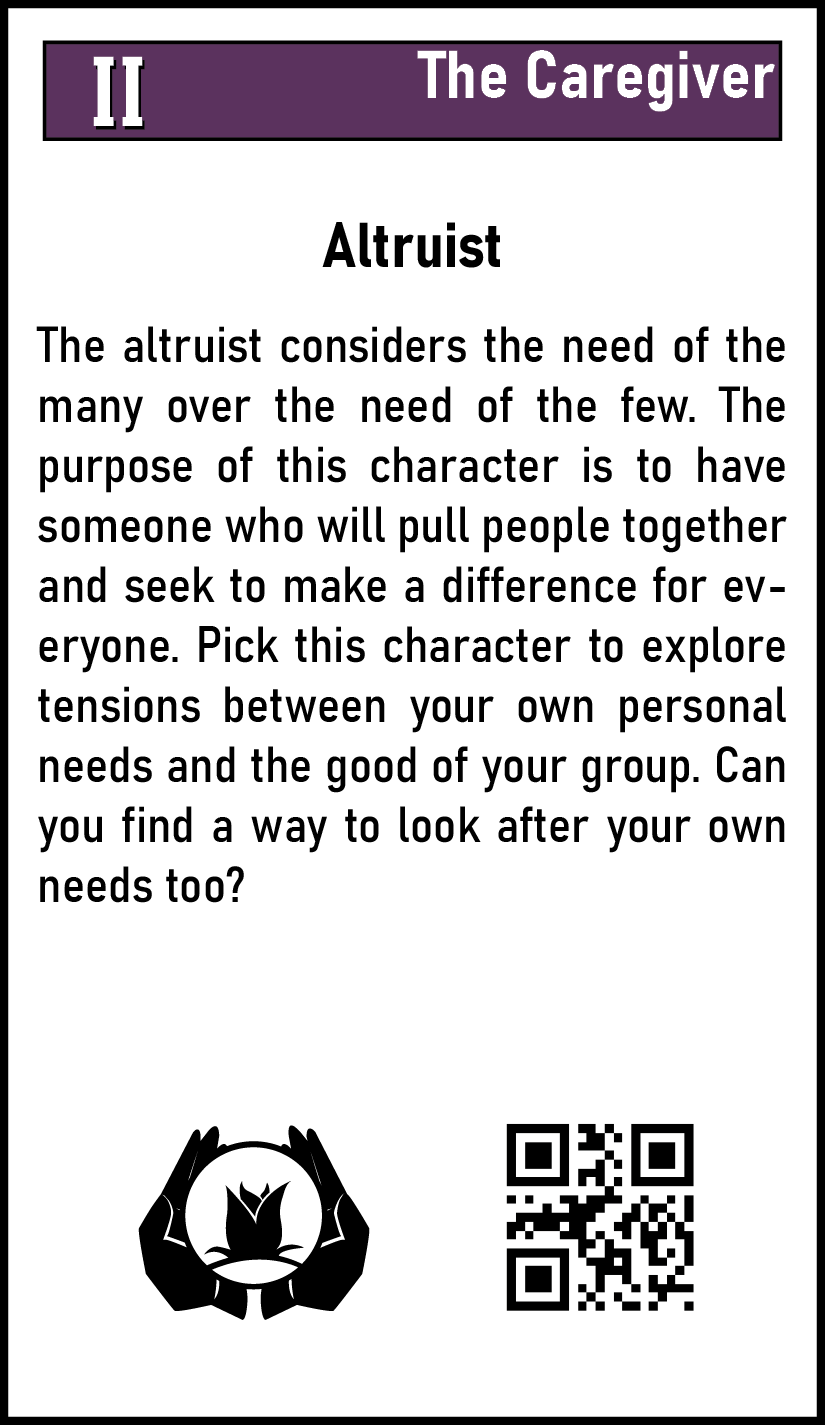 II
The Caregiver
Altruist
The altruist considers the need of the
many over the need of the few. The
purpose of this character is to have
someone who will pull people together
and seek to make a difference for ev-
eryone. Pick this character to explore
tensions between your own personal
needs and the good of your group. Can
you find a way to look after your own
needs too?